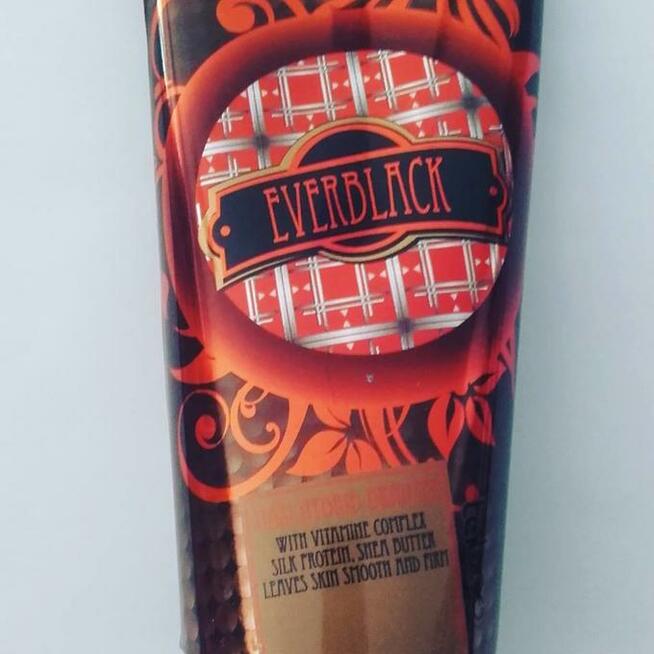 EVERBLACK
WITH VITAMINE COMPLEX
SILK PROTEIN, SHEA BUTTER
LEAVES SKIN SMOOTH AND FIRM